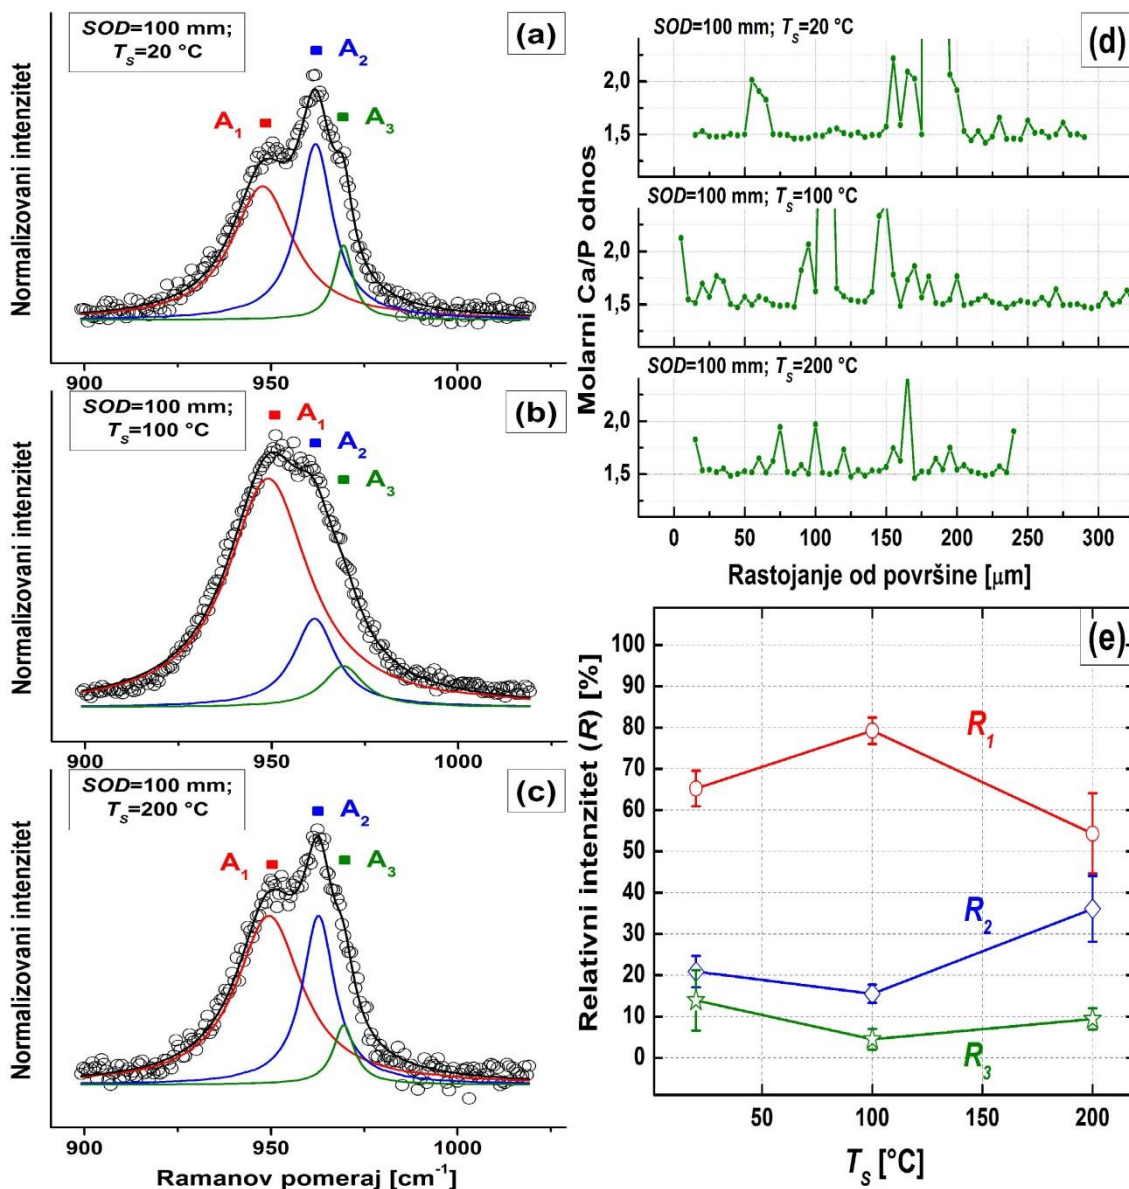 SOD=100 mm;
T_S=20 °C
(a)
A₁
A₂
A₃
Normalizovani intenzitet
900
950
1000
SOD=100 mm;
T_S=100 °C
(b)
A₁
A₂
A₃
Normalizovani intenzitet
900
950
1000
SOD=100 mm;
T_S=200 °C
(c)
A₁
A₂
A₃
Normalizovani intenzitet
900
950
1000
Ramanov pomeraj [cm⁻¹]
SOD=100 mm; T_S=20 °C
(d)
2,0
1,5
SOD=100 mm; T_S=100 °C
2,0
1,5
SOD=100 mm; T_S=200 °C
2,0
1,5
Molarni Ca/P odnos
0 50 100 150 200 250 300
Rastojanje od površine [µm]
(e)
100
90
80
70
60
50
40
30
20
10
0
Relativni intenzitet (R) [%]
R₁
R₂
R₃
50 100 150 200
T_S [°C]